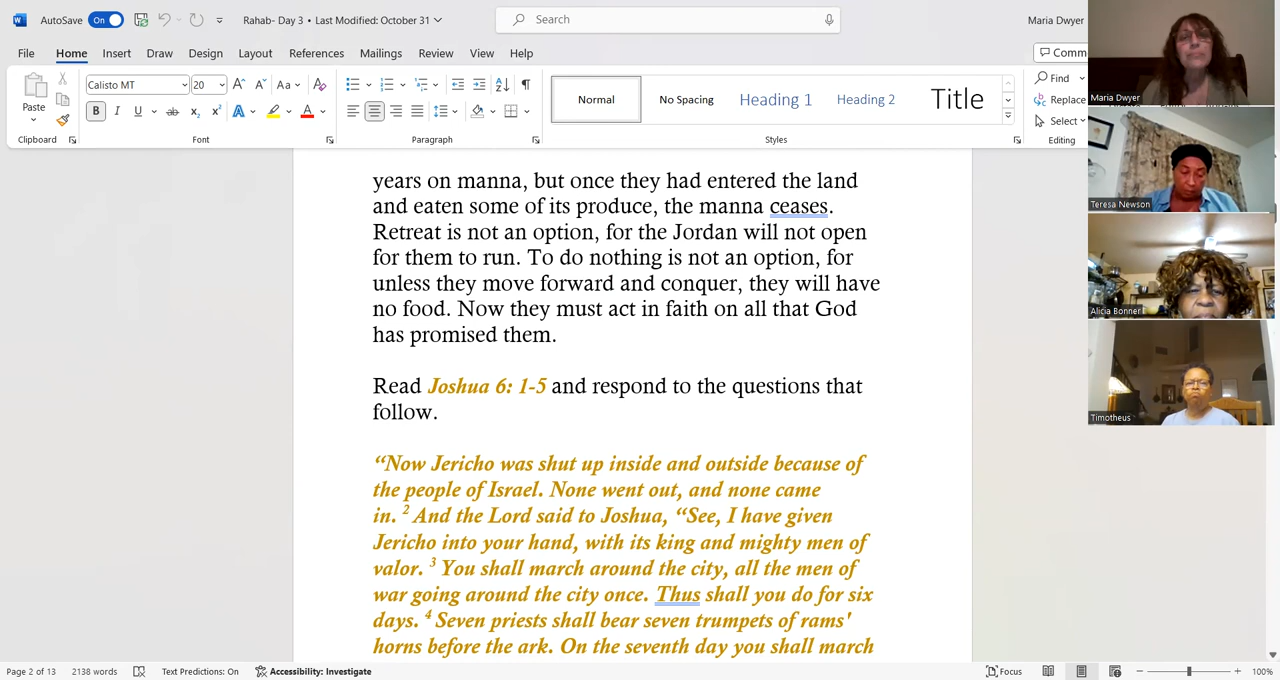 AutoSave On Rahab- Day 3 • Last Modified: October 31 Search Maria Dwyer
File Home Insert Draw Design Layout References Mailings Review View Help Comm
Paste Calisto MT 20 Aa Normal No Spacing Heading 1 Heading 2 Title Find
Replace
Select
Clipboard Font Paragraph Styles Editing
years on manna, but once they had entered the land
and eaten some of its produce, the manna ceases.
Retreat is not an option, for the Jordan will not open
for them to run. To do nothing is not an option, for
unless they move forward and conquer, they will have
no food. Now they must act in faith on all that God
has promised them.
Read Joshua 6: 1-5 and respond to the questions that
follow.
“Now Jericho was shut up inside and outside because of
the people of Israel. None went out, and none came
in. 2 And the Lord said to Joshua, “See, I have given
Jericho into your hand, with its king and mighty men of
valor. 3 You shall march around the city, all the men of
war going around the city once. Thus shall you do for six
days. 4 Seven priests shall bear seven trumpets of rams'
horns before the ark. On the seventh day you shall march
Maria Dwyer
Teresa Newson
Alicia Bonner
Timotheus
Page 2 of 13 2138 words Text Predictions: On Accessibility: Investigate Focus 100%